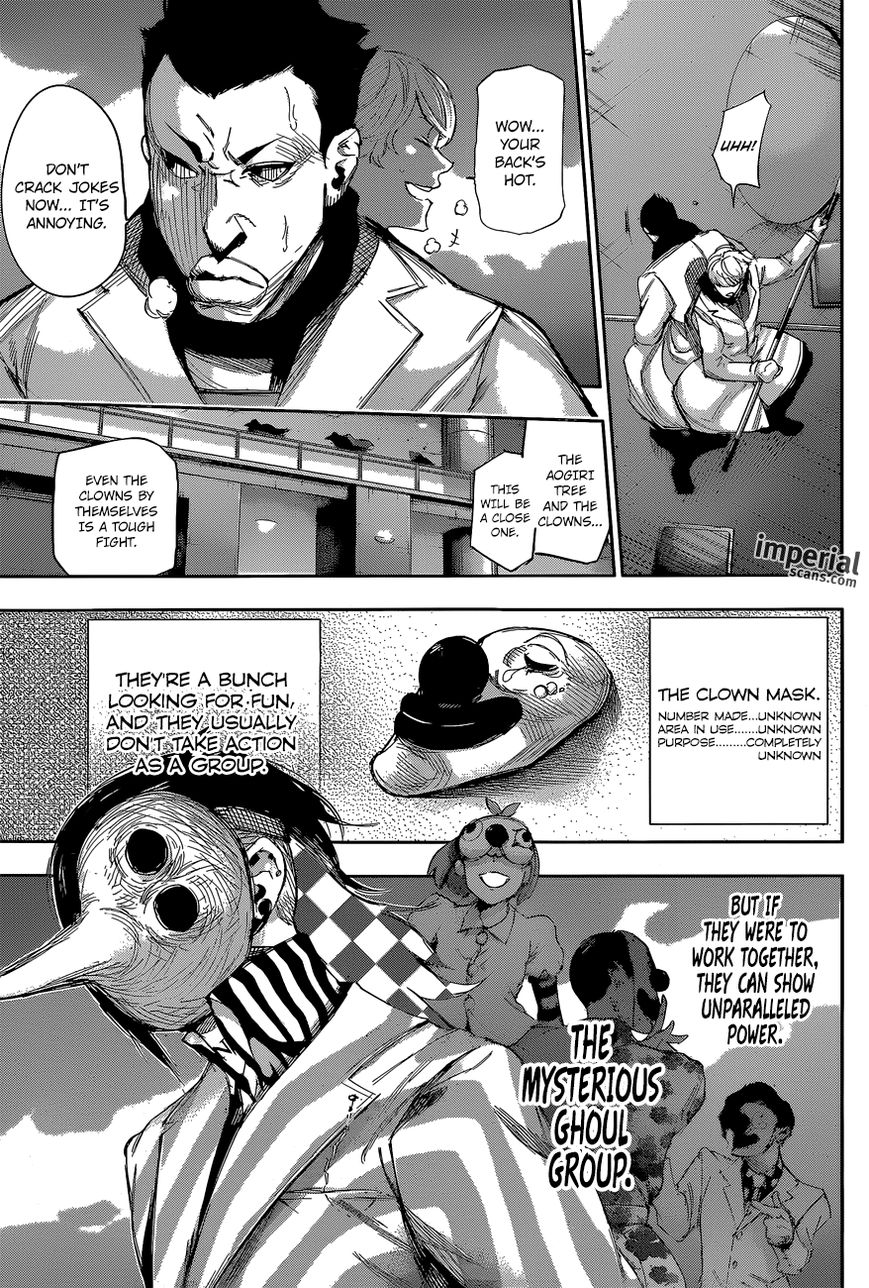 UHH!
WOW...
YOUR
BACK'S
HOT.
DON'T
CRACK JOKES
NOW... IT'S
ANNOYING.
THE
AOGIRI
TREE
AND THE
CLOWNS...
THIS
WILL BE
A CLOSE
ONE.
EVEN THE
CLOWNS BY
THEMSELVES
IS A TOUGH
FIGHT.
imperial
scans.com
THE CLOWN MASK.
NUMBER MADE...UNKNOWN
AREA IN USE.......UNKNOWN
PURPOSE.........COMPLETELY
UNKNOWN
THEY'RE A BUNCH
LOOKING FOR FUN,
AND THEY USUALLY
DON'T TAKE ACTION
AS A GROUP.
BUT IF
THEY WERE TO
WORK TOGETHER,
THEY CAN SHOW
UNPARALLELED
POWER.
THE
MYSTERIOUS
GHOUL
GROUP.